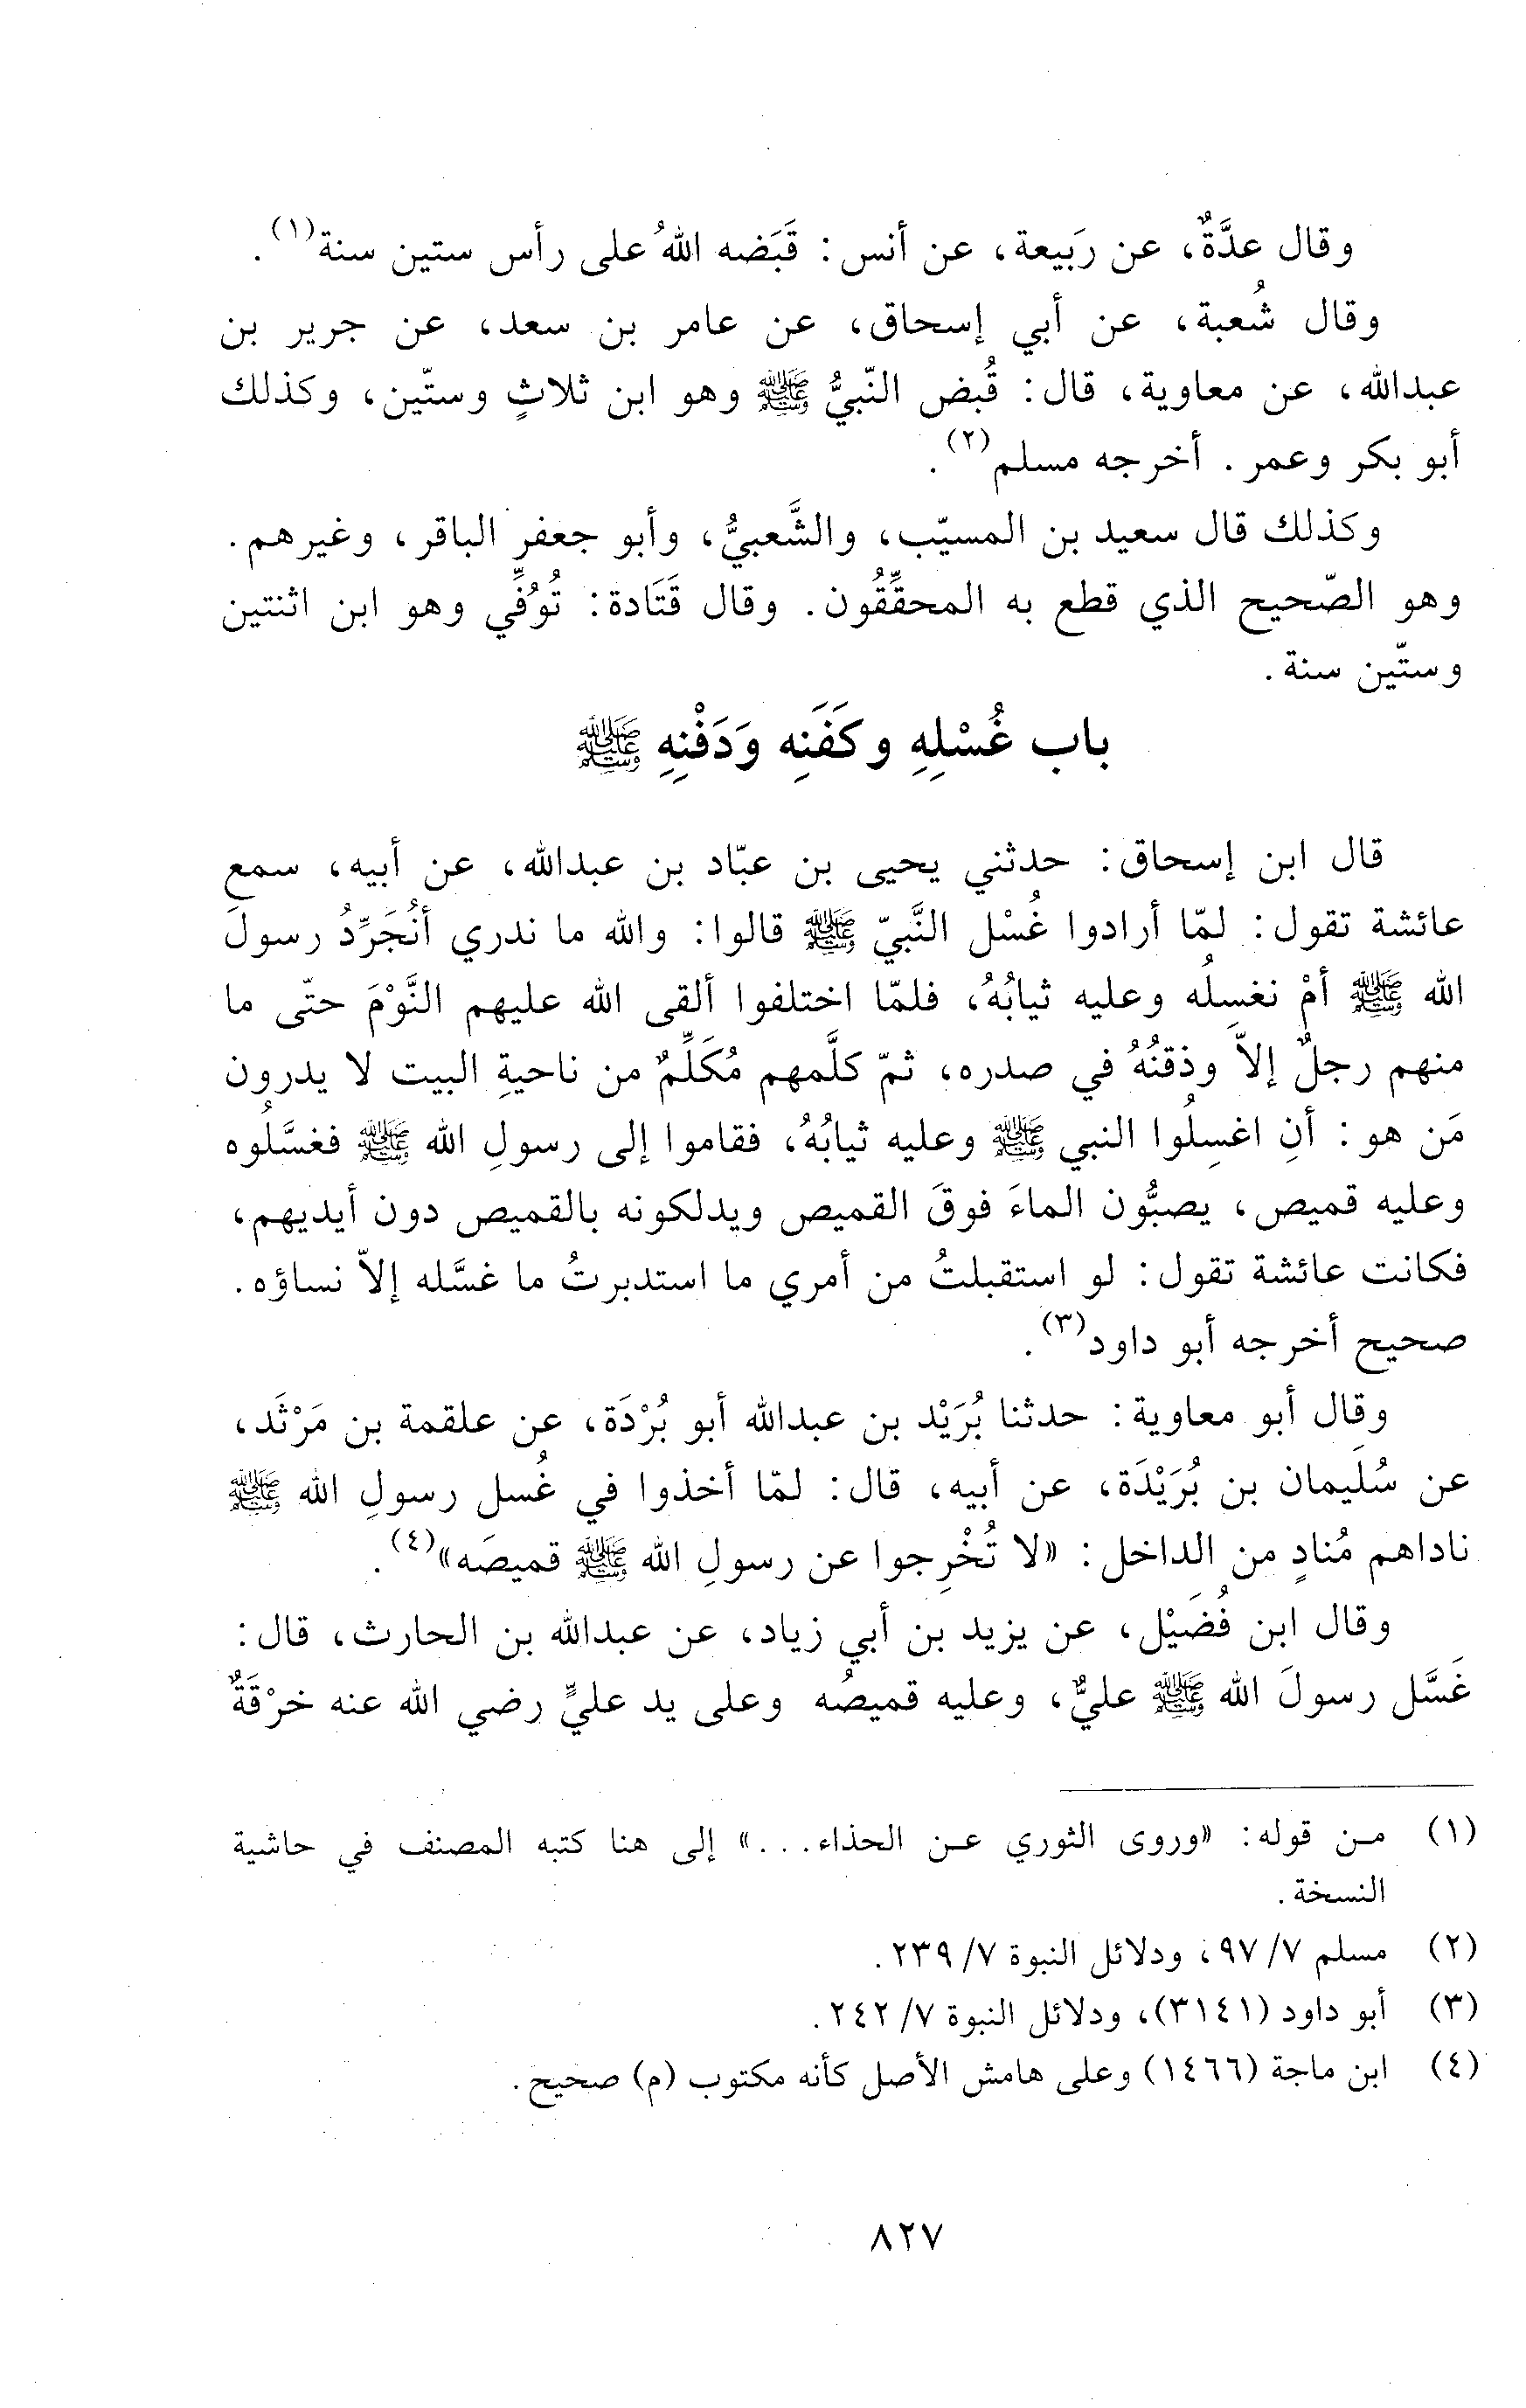 وقال عدَّةٌ، عن رَبيعة، عن أنس: قَبَضه اللهُ على رأس ستين سنة(١).
وقال شُعبة، عن أبي إسحاق، عن عامر بن سعد، عن جرير بن
عبدالله، عن معاوية، قال: قُبض النّبيُّ ﷺ وهو ابن ثلاثٍ وستّين، وكذلك
أبو بكر وعمر. أخرجه مسلم(٢).
وكذلك قال سعيد بن المسيّب، والشَّعبيُّ، وأبو جعفر الباقر، وغيرهم.
وهو الصّحيح الذي قطع به المحقِّقُون. وقال قَتَادة: تُوُفِّي وهو ابن اثنتين
وستّين سنة.
باب غُسْلِهِ وكَفَنِه وَدَفْنِهِ ﷺ
قال ابن إسحاق: حدثني يحيى بن عبّاد بن عبدالله، عن أبيه، سمع
عائشة تقول: لمّا أرادوا غُسْل النَّبيّ ﷺ قالوا: والله ما ندري أنُجَرِّدُ رسولَ
الله ﷺ أمْ نغسِلُه وعليه ثيابُهُ، فلمّا اختلفوا ألقى الله عليهم النَّوْمَ حتّى ما
منهم رجلٌ إلاّ وذقنُهُ في صدره، ثمّ كلَّمهم مُكَلِّمٌ من ناحيةِ البيت لا يدرون
مَن هو: أنِ اغسِلُوا النبي ﷺ وعليه ثيابُهُ، فقاموا إلى رسولِ الله ﷺ فغسَّلُوه
وعليه قميص، يصبُّون الماءَ فوقَ القميص ويدلكونه بالقميص دون أيديهم،
فكانت عائشة تقول: لو استقبلتُ من أمري ما استدبرتُ ما غسَّله إلاّ نساؤه.
صحيح أخرجه أبو داود(٣).
وقال أبو معاوية: حدثنا بُرَيْد بن عبدالله أبو بُرْدَة، عن علقمة بن مَرْثَد،
عن سُلَيمان بن بُرَيْدَة، عن أبيه، قال: لمّا أخذوا في غُسل رسولِ الله ﷺ
ناداهم مُنادٍ من الداخل: «لا تُخْرِجوا عن رسولِ الله ﷺ قميصَه»(٤).
وقال ابن فُضَيْل، عن يزيد بن أبي زياد، عن عبدالله بن الحارث، قال:
غَسَّل رسولَ الله ﷺ عليٌّ، وعليه قميصُه وعلى يد عليٍّ رضي الله عنه خرْقَةٌ
(١) من قوله: «وروى الثوري عن الحذاء...» إلى هنا كتبه المصنف في حاشية
النسخة.
(٢) مسلم ٧/ ٩٧، ودلائل النبوة ٧/ ٢٣٩.
(٣) أبو داود (٣١٤١)، ودلائل النبوة ٧/ ٢٤٢.
(٤) ابن ماجة (١٤٦٦) وعلى هامش الأصل كأنه مكتوب (م) صحيح.
٨٢٧